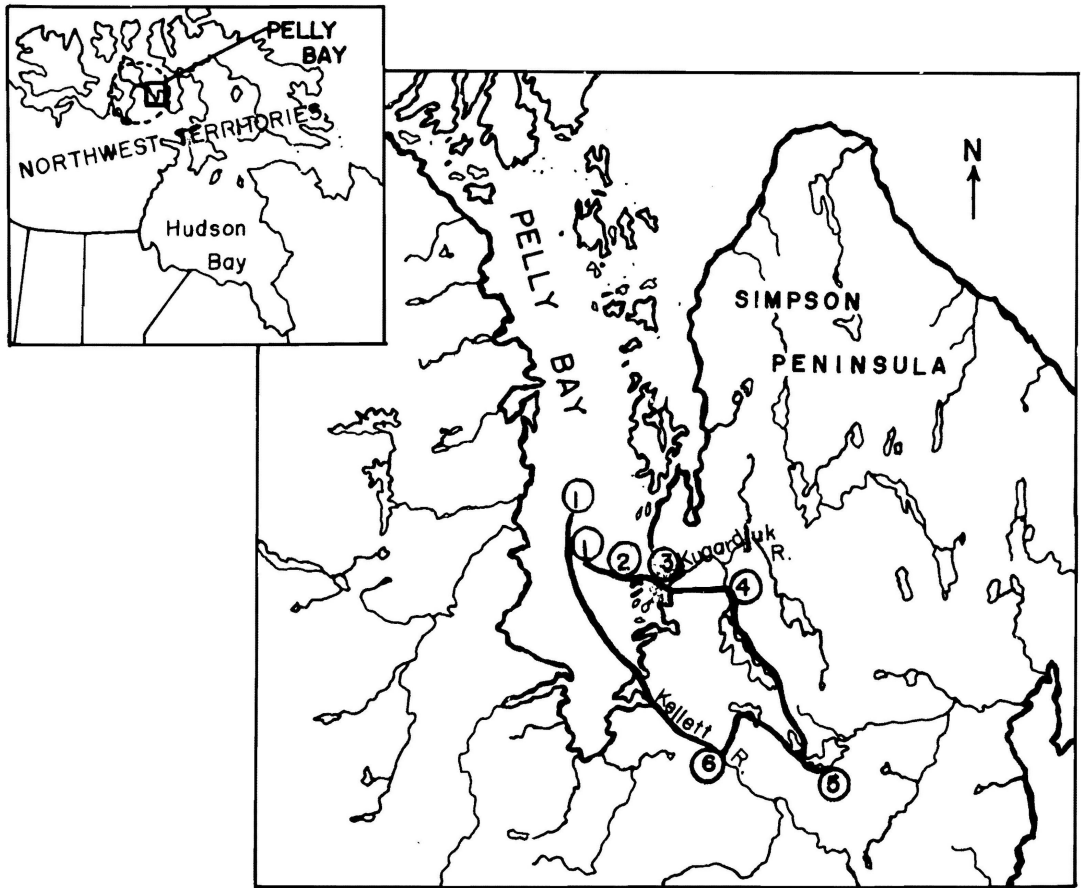 PELLY
BAY
NORTHWEST TERRITORIES
Hudson
Bay
N
PELLY BAY
SIMPSON
PENINSULA
1
1
2
3
Kugardjuk
R.
4
Kellett
R.
6
5